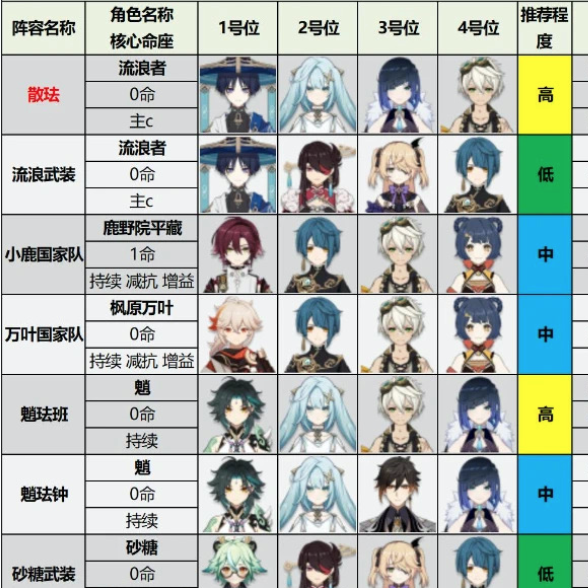 阵容名称 角色名称 核心命座 1号位 2号位 3号位 4号位 推荐程度
散珐 流浪者 高
0命
主c
流浪武装 流浪者 低
0命
主c
小鹿国家队 鹿野院平藏 中
1命
持续 减抗 增益
万叶国家队 枫原万叶 中
0命
持续 减抗 增益
魈珐班 魈 高
0命
持续
魈珐钟 魈 中
0命
持续
砂糖武装 砂糖 低
0命